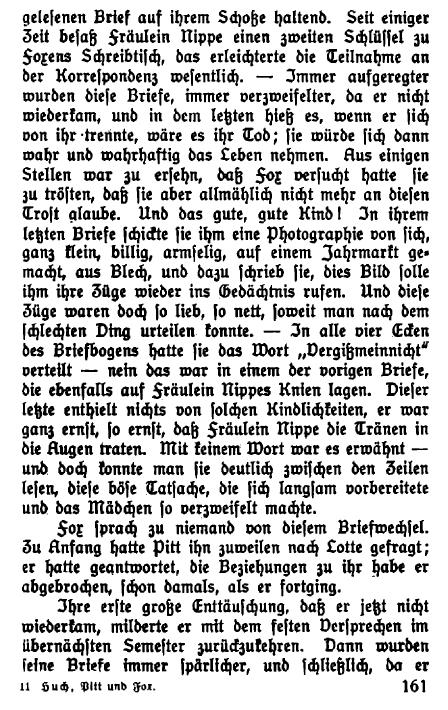 gelesenen Brief auf ihrem Schoße haltend. Seit einiger
Zeit besaß Fräulein Nippe einen zweiten Schlüssel zu
Foxens Schreibtisch, das erleichterte die Teilnahme an
der Korrespondenz wesentlich. — Immer aufgeregter
wurden diese Briefe, immer verzweifelter, da er nicht
wiederkam, und in dem letzten hieß es, wenn er sich
von ihr trennte, wäre es ihr Tod; sie würde sich dann
wahr und wahrhaftig das Leben nehmen. Aus einigen
Stellen war zu ersehn, daß Fox versucht hatte sie
zu trösten, daß sie aber allmählich nicht mehr an diesen
Trost glaube. Und das gute, gute Kind! In ihrem
letzten Briefe schickte sie ihm eine Photographie von sich,
ganz klein, billig, armselig, auf einem Jahrmarkt ge-
macht, aus Blech, und dazu schrieb sie, dies Bild solle
ihm ihre Züge wieder ins Gedächtnis rufen. Und diese
Züge waren doch so lieb, so nett, soweit man nach dem
schlechten Ding urteilen konnte. — In alle vier Ecken
des Briefbogens hatte sie das Wort „Vergißmeinnicht“
verteilt — nein das war in einem der vorigen Briefe,
die ebenfalls auf Fräulein Nippes Knien lagen. Dieser
letzte enthielt nichts von solchen Kindlichkeiten, er war
ganz ernst, so ernst, daß Fräulein Nippe die Tränen in
die Augen traten. Mit keinem Wort war es erwähnt —
und doch konnte man sie deutlich zwischen den Zeilen
lesen, diese böse Tatsache, die sich langsam vorbereitete
und das Mädchen so verzweifelt machte.
Fox sprach zu niemand von diesem Briefwechsel.
Zu Anfang hatte Pitt ihn zuweilen nach Lotte gefragt;
er hatte geantwortet, die Beziehungen zu ihr habe er
abgebrochen, schon damals, als er fortging.
Ihre erste große Enttäuschung, daß er jetzt nicht
wiederkam, milderte er mit dem festen Versprechen im
übernächsten Semester zurückzukehren. Dann wurden
seine Briefe immer spärlicher, und schließlich, da er
11 Huch, Pitt und Fox. 161